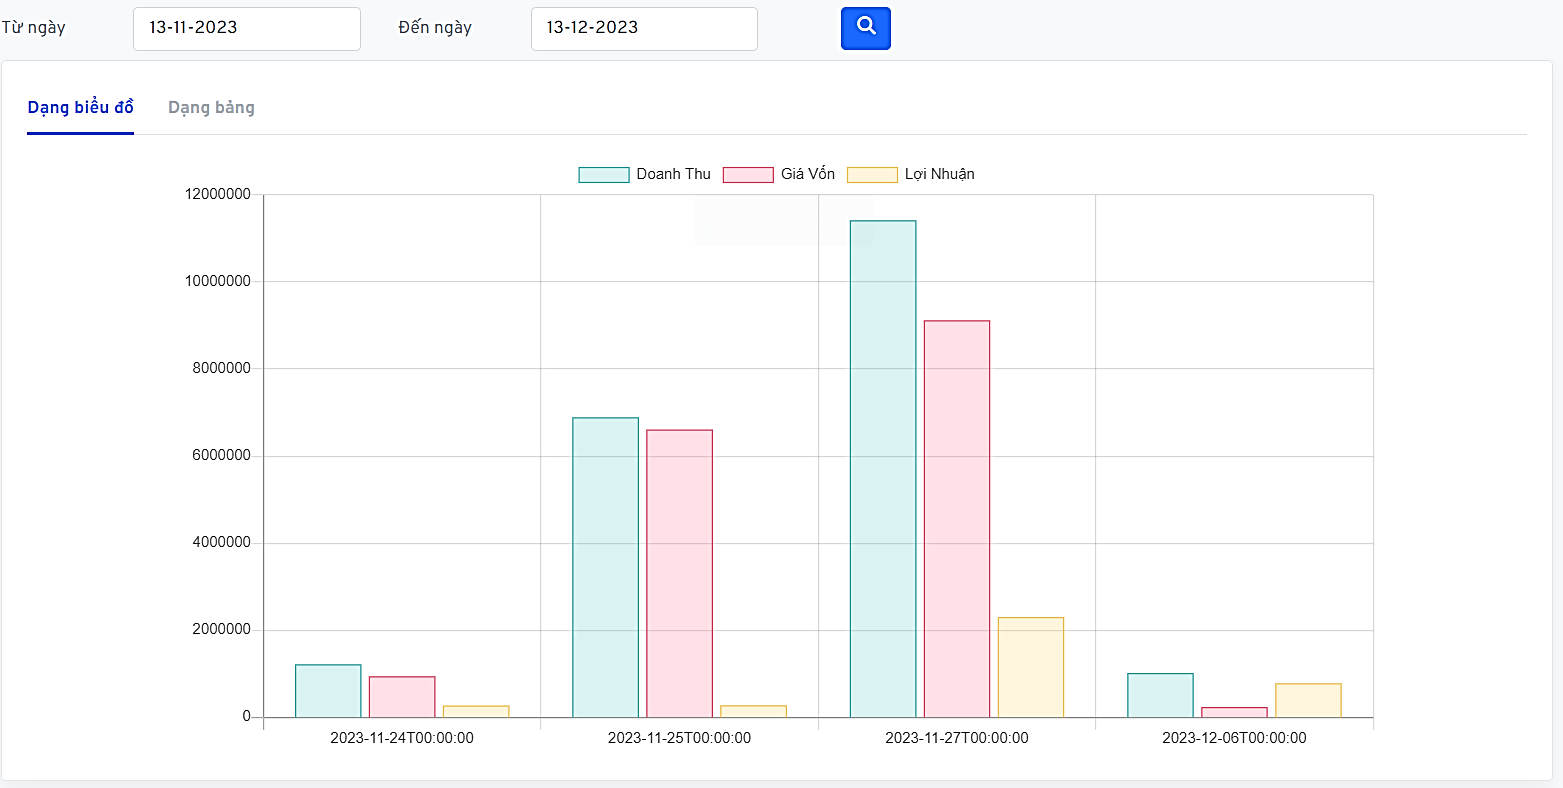 Từ ngày 13-11-2023 Đến ngày 13-12-2023
Dạng biểu đồ Dạng bảng
Doanh Thu Giá Vốn Lợi Nhuận
12000000
10000000
8000000
6000000
4000000
2000000
0
2023-11-24T00:00:00 2023-11-25T00:00:00 2023-11-27T00:00:00 2023-12-06T00:00:00